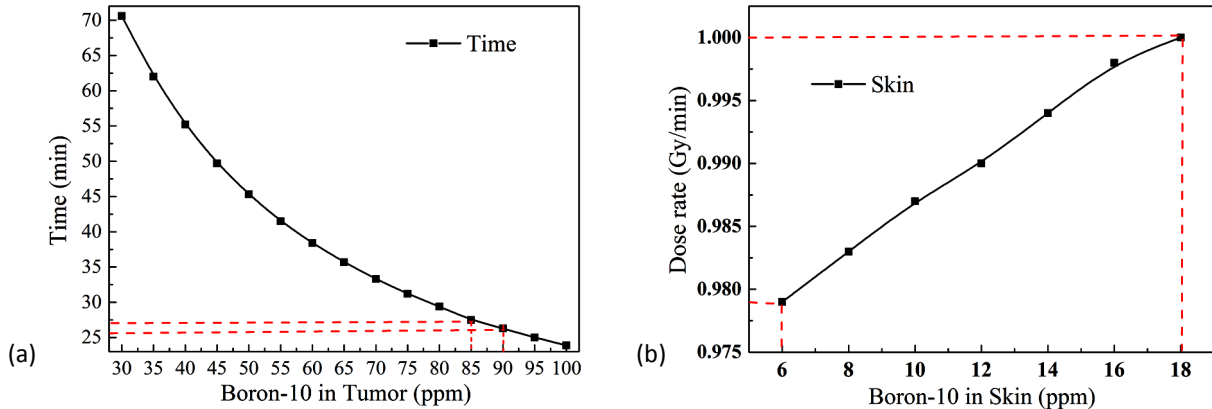 70
65
60
55
50
45
40
35
30
25
Time (min)
Time
30 35 40 45 50 55 60 65 70 75 80 85 90 95 100
Boron-10 in Tumor (ppm)
(a)
1.000
0.995
0.990
0.985
0.980
0.975
Dose rate (Gy/min)
Skin
6 8 10 12 14 16 18
Boron-10 in Skin (ppm)
(b)